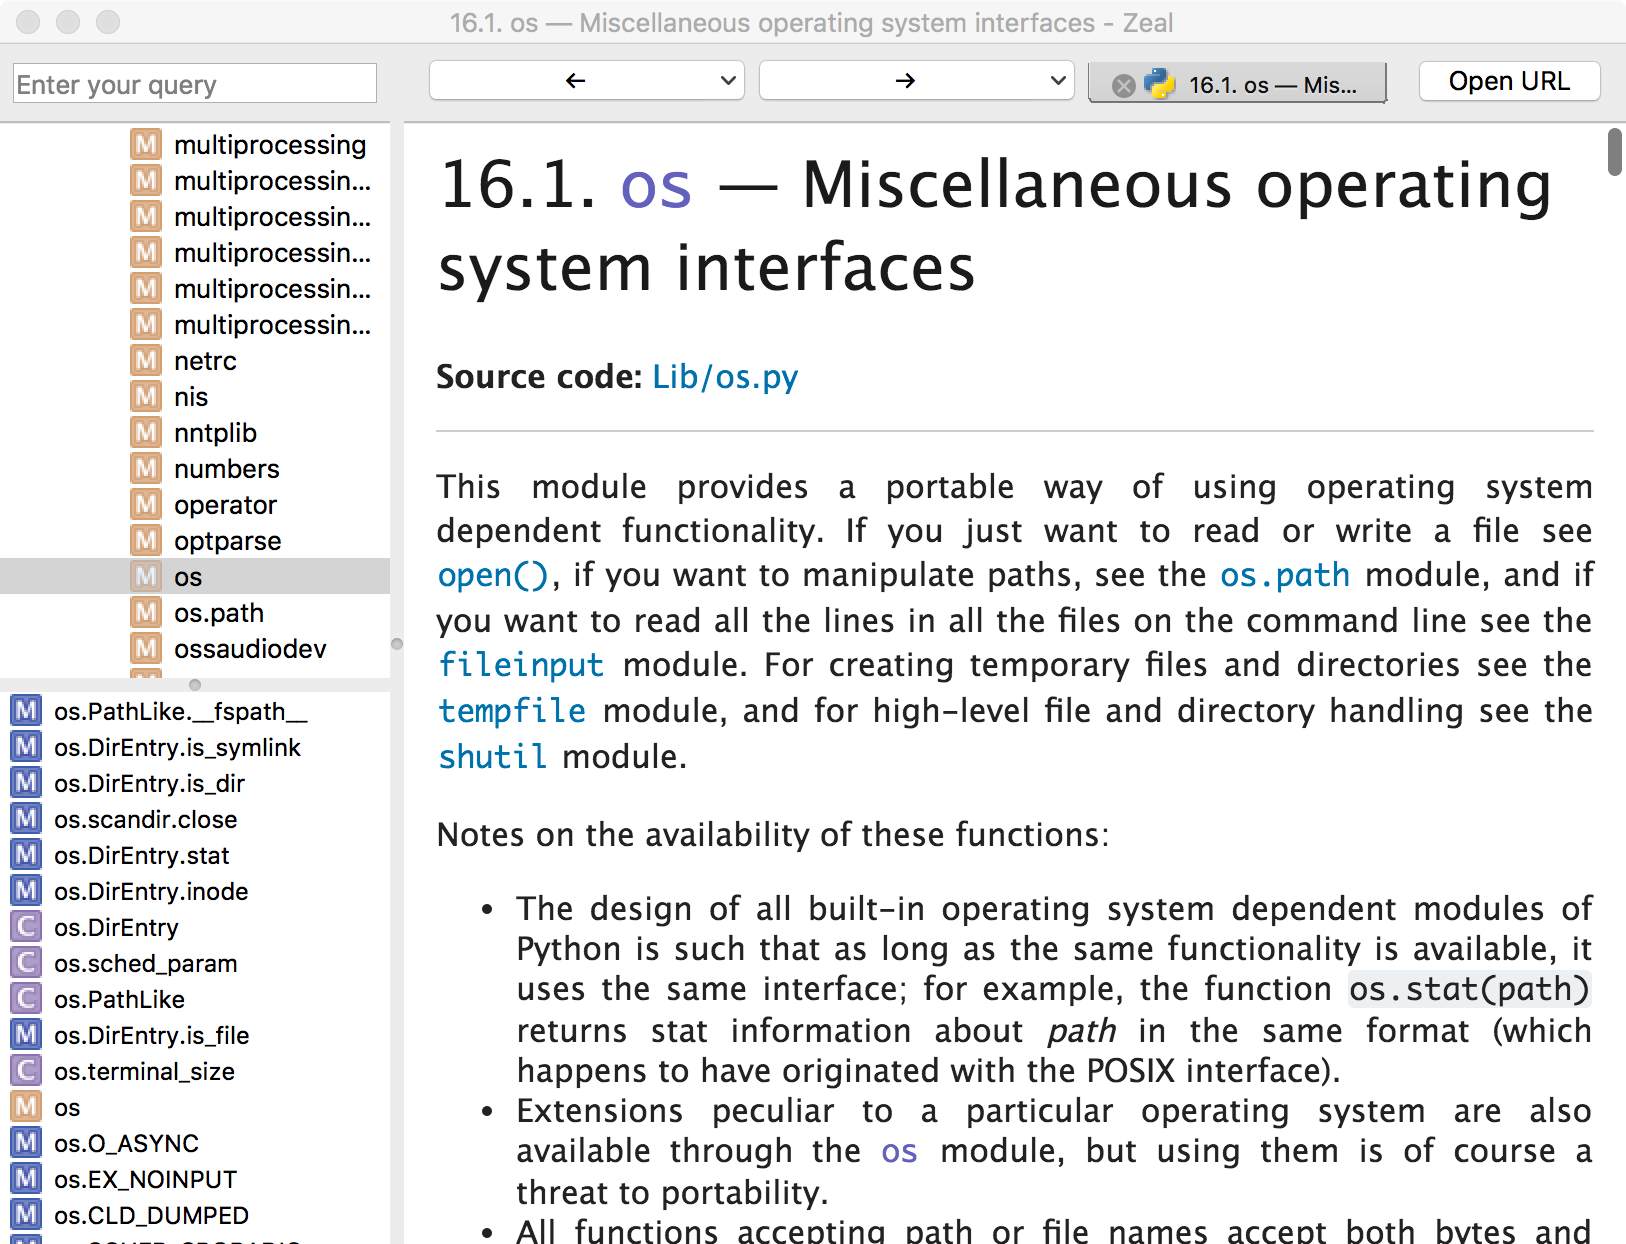 16.1. os — Miscellaneous operating system interfaces - Zeal
Enter your query
16.1. os — Mis...
Open URL
multiprocessing
multiprocessin...
multiprocessin...
multiprocessin...
multiprocessin...
multiprocessin...
netrc
nis
nntplib
numbers
operator
optparse
os
os.path
ossaudiodev
os.PathLike.__fspath__
os.DirEntry.is_symlink
os.DirEntry.is_dir
os.scandir.close
os.DirEntry.stat
os.DirEntry.inode
os.DirEntry
os.sched_param
os.PathLike
os.DirEntry.is_file
os.terminal_size
os
os.O_ASYNC
os.EX_NOINPUT
os.CLD_DUMPED
16.1. os — Miscellaneous operating
system interfaces
Source code: Lib/os.py
This module provides a portable way of using operating system
dependent functionality. If you just want to read or write a file see
open(), if you want to manipulate paths, see the os.path module, and if
you want to read all the lines in all the files on the command line see the
fileinput module. For creating temporary files and directories see the
tempfile module, and for high-level file and directory handling see the
shutil module.
Notes on the availability of these functions:
• The design of all built-in operating system dependent modules of
Python is such that as long as the same functionality is available, it
uses the same interface; for example, the function os.stat(path)
returns stat information about path in the same format (which
happens to have originated with the POSIX interface).
• Extensions peculiar to a particular operating system are also
available through the os module, but using them is of course a
threat to portability.
• All functions accepting path or file names accept both bytes and